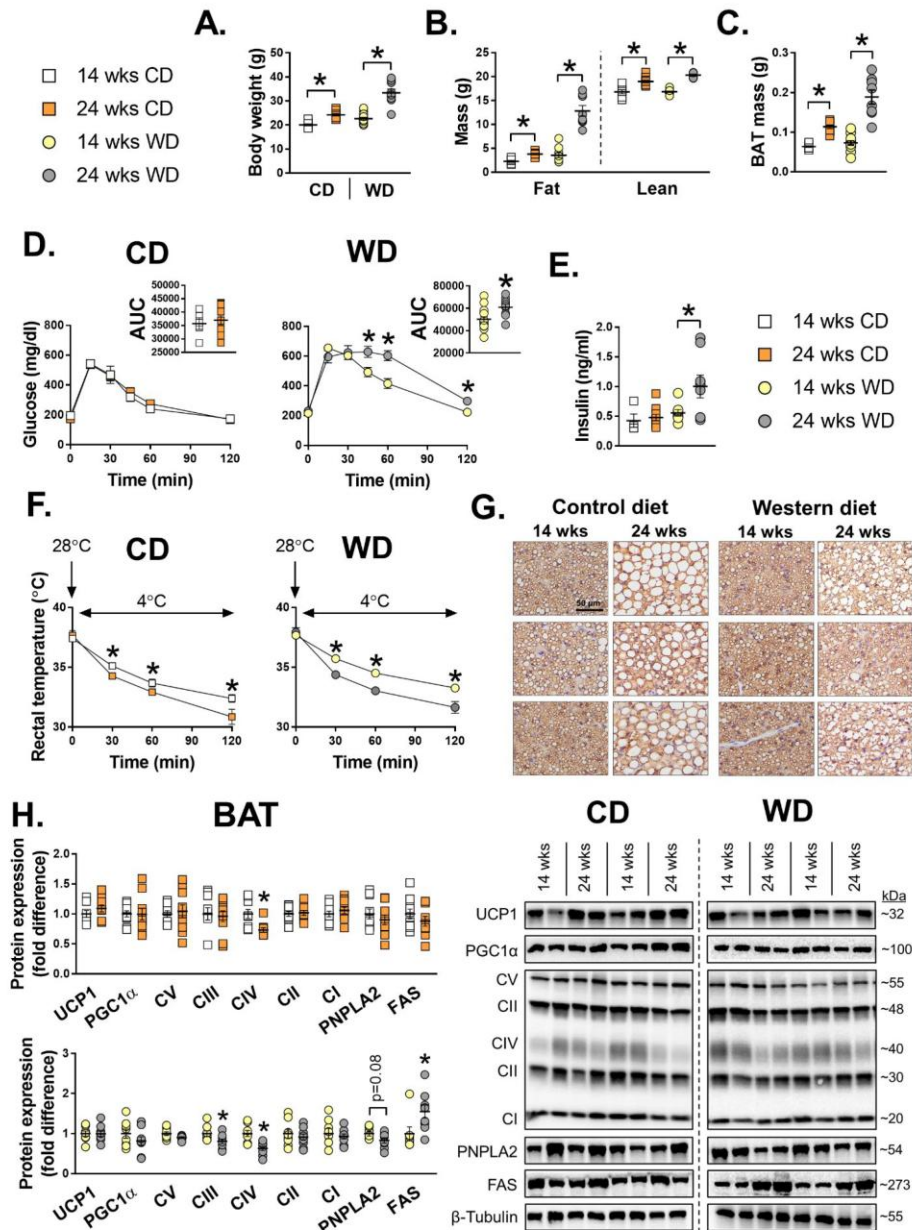 A.
B.
C.
14 wks CD
24 wks CD
14 wks WD
24 wks WD
Body weight (g)
50
40
30
20
10
0
*
*
CD | WD
Mass (g)
25
20
15
10
5
0
*
*
*
*
Fat
Lean
BAT mass (g)
0.3
0.2
0.1
0.0
*
*
D.
CD
WD
E.
Glucose (mg/dl)
800
600
400
200
0
0
30
60
90
120
Time (min)
AUC
50000
45000
40000
35000
30000
25000
800
600
400
200
0
0
30
60
90
120
Time (min)
* *
*
AUC
80000
60000
40000
20000
*
Insulin (ng/ml)
2.0
1.5
1.0
0.5
0.0
*
14 wks CD
24 wks CD
14 wks WD
24 wks WD
F.
28°C
CD
4°C
28°C
WD
4°C
Rectal temperature (°C)
40
35
30
* * *
0
30
60
90
120
Time (min)
40
35
30
* * *
0
30
60
90
120
Time (min)
G.
Control diet
Western diet
14 wks
24 wks
14 wks
24 wks
50 μm
H.
BAT
Protein expression
(fold difference)
2.0
1.5
1.0
0.5
0.0
*
UCP1
PGC1α
CV
CIII
CIV
CII
CI
PNPLA2
FAS
Protein expression
(fold difference)
3
2
1
0
*
*
p=0.08
*
UCP1
PGC1α
CV
CIII
CIV
CII
CI
PNPLA2
FAS
CD
WD
14 wks
24 wks
14 wks
24 wks
14 wks
24 wks
14 wks
24 wks
kDa
UCP1
~32
PGC1α
~100
CV
~55
CII
~48
CIV
~40
CII
~30
CI
~20
PNPLA2
~54
FAS
~273
β-Tubulin
~55